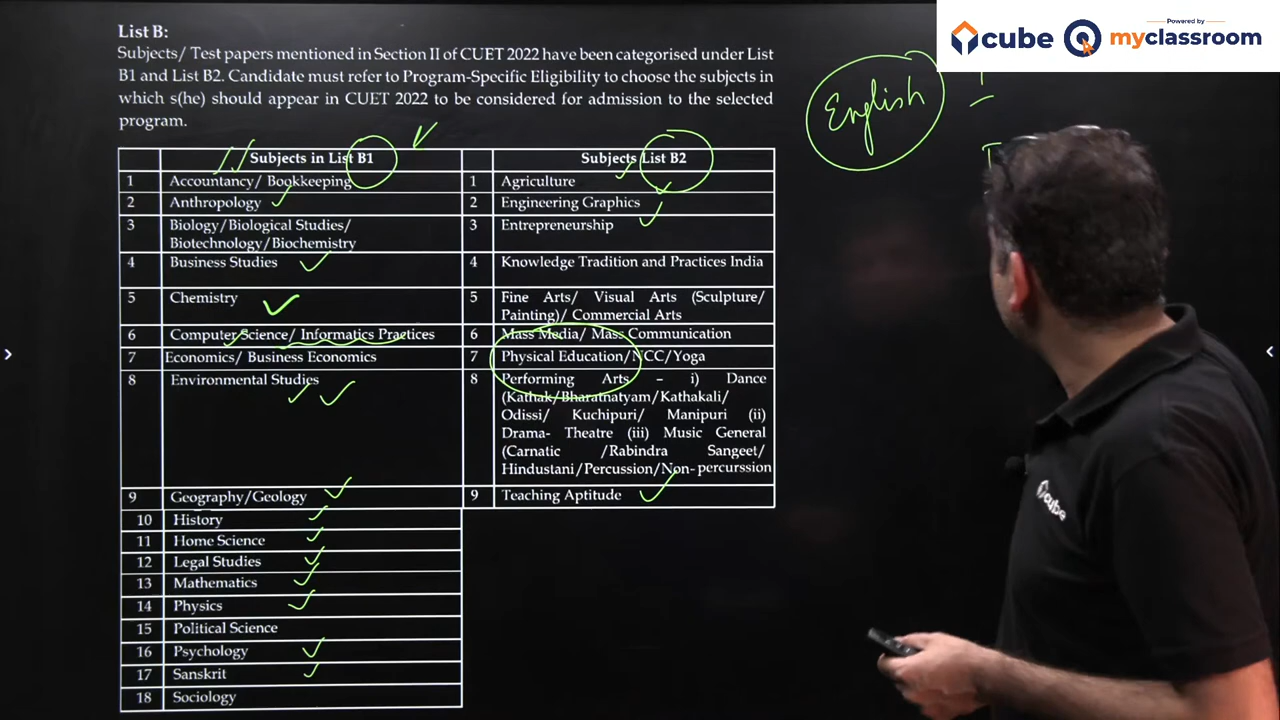 List B:
Subjects/ Test papers mentioned in Section II of CUET 2022 have been categorised under List
B1 and List B2. Candidate must refer to Program-Specific Eligibility to choose the subjects in
which s(he) should appear in CUET 2022 to be considered for admission to the selected
program.
Powered by
cube myclassroom
English
I
Subjects in List B1 Subjects List B2
1 Accountancy/ Bookkeeping 1 Agriculture
2 Anthropology 2 Engineering Graphics
3 Biology/Biological Studies/ 3 Entrepreneurship
Biotechnology/Biochemistry
4 Business Studies 4 Knowledge Tradition and Practices India
5 Chemistry 5 Fine Arts/ Visual Arts (Sculpture/
Painting)/ Commercial Arts
6 Computer Science/ Informatics Practices 6 Mass Media/ Mass Communication
7 Economics/ Business Economics 7 Physical Education/NCC/Yoga
8 Environmental Studies 8 Performing Arts – i) Dance
(Kathak/Bharatnatyam/Kathakali/
Odissi/ Kuchipuri/ Manipuri (ii)
Drama- Theatre (iii) Music General
(Carnatic /Rabindra Sangeet/
Hindustani/Percussion/Non-percurssion
9 Geography/Geology 9 Teaching Aptitude
10 History
11 Home Science
12 Legal Studies
13 Mathematics
14 Physics
15 Political Science
16 Psychology
17 Sanskrit
18 Sociology
cube